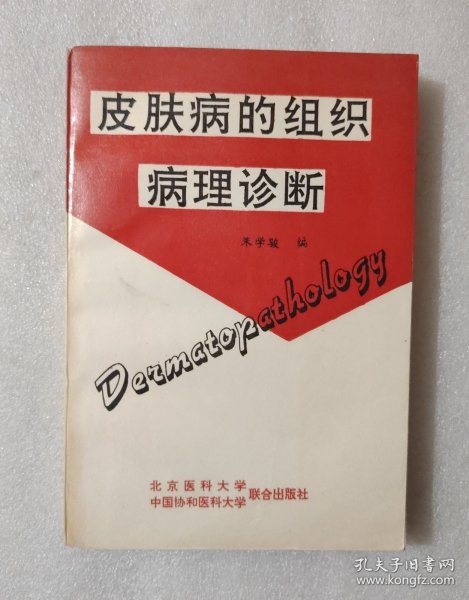 皮肤病的组织
病理诊断
朱学骏 编
Dermatopathology
北京医科大学
中国协和医科大学
联合出版社
孔夫子旧书网
www.kongfz.com